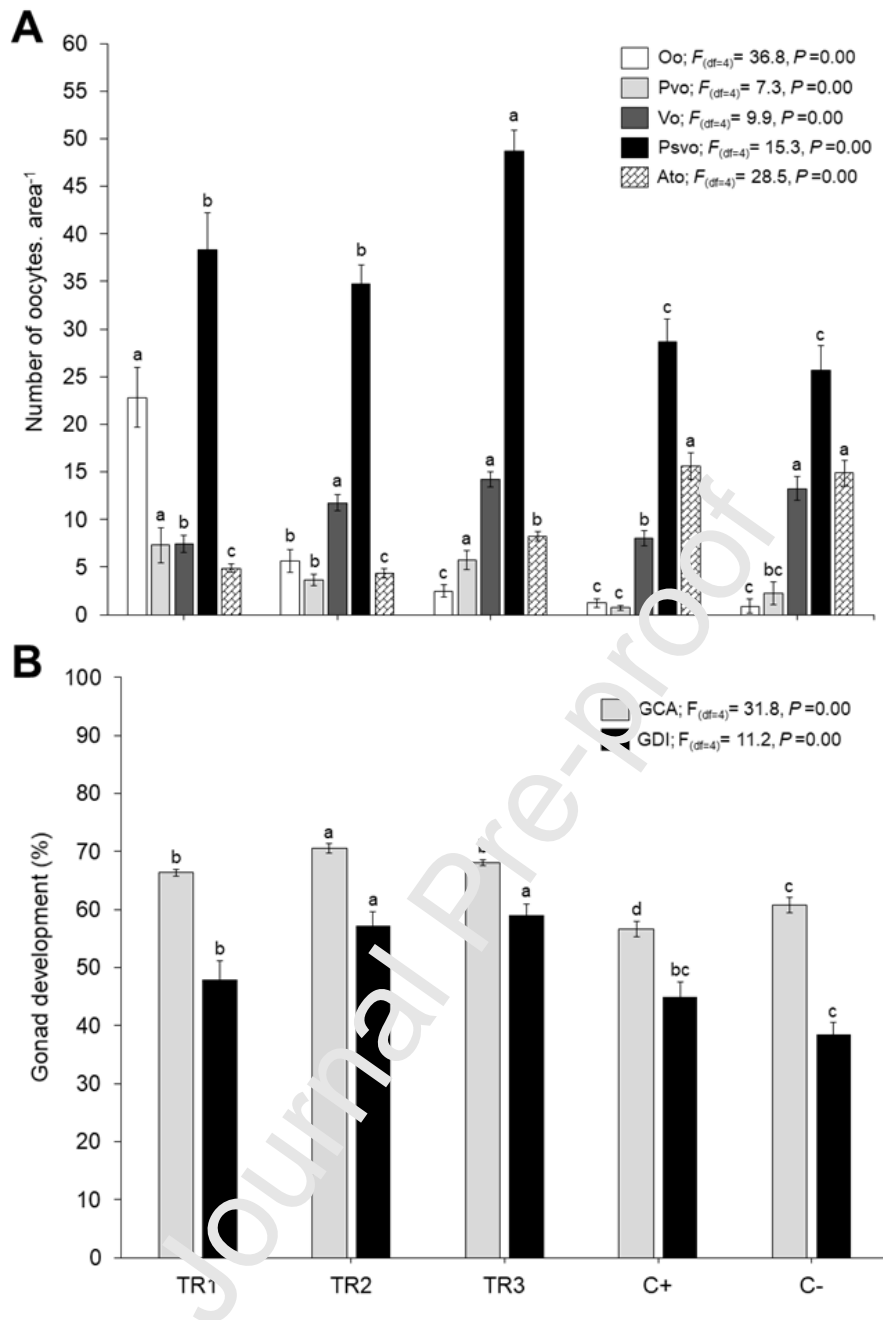 A
60
55
50
45
40
35
30
25
20
15
10
5
0
Number of oocytes. area⁻¹
Oo; F(df=4)= 36.8, P=0.00
Pvo; F(df=4)= 7.3, P=0.00
Vo; F(df=4)= 9.9, P=0.00
Psvo; F(df=4)= 15.3, P=0.00
Ato; F(df=4)= 28.5, P=0.00
a a b b c
b b a b c
c a a a b
c c b c a
c bc a c a
B
100
90
80
70
60
50
40
30
20
10
0
Gonad development (%)
GCA; F(df=4)= 31.8, P=0.00
GDI; F(df=4)= 11.2, P=0.00
b b
a a
a
d bc
c c
TR1 TR2 TR3 C+ C-
Journal Pre-proof